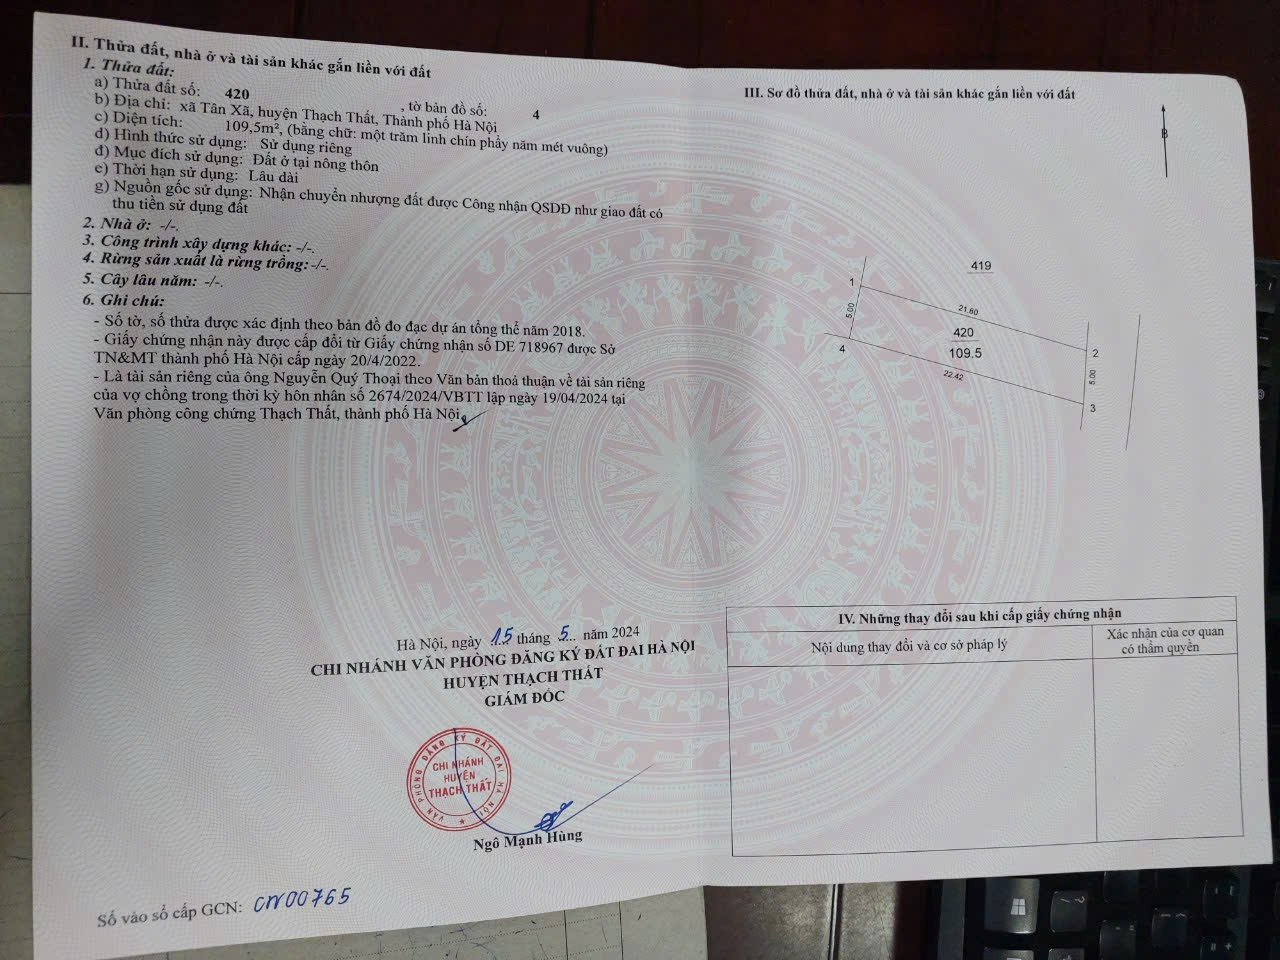 II. Thửa đất, nhà ở và tài sản khác gắn liền với đất
1. Thửa đất:
a) Thửa đất số: 420 , tờ bản đồ số: 4
b) Địa chỉ: xã Tân Xã, huyện Thạch Thất, Thành phố Hà Nội
c) Diện tích: 109,5m², (bằng chữ: một trăm linh chín phẩy năm mét vuông)
d) Hình thức sử dụng: Sử dụng riêng
đ) Mục đích sử dụng: Đất ở tại nông thôn
e) Thời hạn sử dụng: Lâu dài
g) Nguồn gốc sử dụng: Nhận chuyển nhượng đất được Công nhận QSDĐ như giao đất có
thu tiền sử dụng đất
2. Nhà ở: -/-.
3. Công trình xây dựng khác: -/-.
4. Rừng sản xuất là rừng trồng: -/-.
5. Cây lâu năm: -/-.
6. Ghi chú:
- Số tờ, số thửa được xác định theo bản đồ đo đạc dự án tổng thể năm 2018.
- Giấy chứng nhận này được cấp đổi từ Giấy chứng nhận số DE 718967 được Sở
TN&MT thành phố Hà Nội cấp ngày 20/4/2022.
- Là tài sản riêng của ông Nguyễn Quý Thoại theo Văn bản thoả thuận về tài sản riêng
của vợ chồng trong thời kỳ hôn nhân số 2674/2024/VBTT lập ngày 19/04/2024 tại
Văn phòng công chứng Thạch Thất, thành phố Hà Nội.
Hà Nội, ngày 15 tháng 5 năm 2024
CHI NHÁNH VĂN PHÒNG ĐĂNG KÝ ĐẤT ĐAI HÀ NỘI
HUYỆN THẠCH THẤT
GIÁM ĐỐC
VĂN PHÒNG ĐĂNG KÝ ĐẤT ĐAI HÀ NỘI
CHI NHÁNH
HUYỆN
THẠCH THẤT
Ngô Mạnh Hùng
Số vào sổ cấp GCN: CN00765
III. Sơ đồ thửa đất, nhà ở và tài sản khác gắn liền với đất
B
419
1
21.60
5.00
420
109.5
2
4
22.42
5.00
3
IV. Những thay đổi sau khi cấp giấy chứng nhận
Nội dung thay đổi và cơ sở pháp lý
Xác nhận của cơ quan
có thẩm quyền